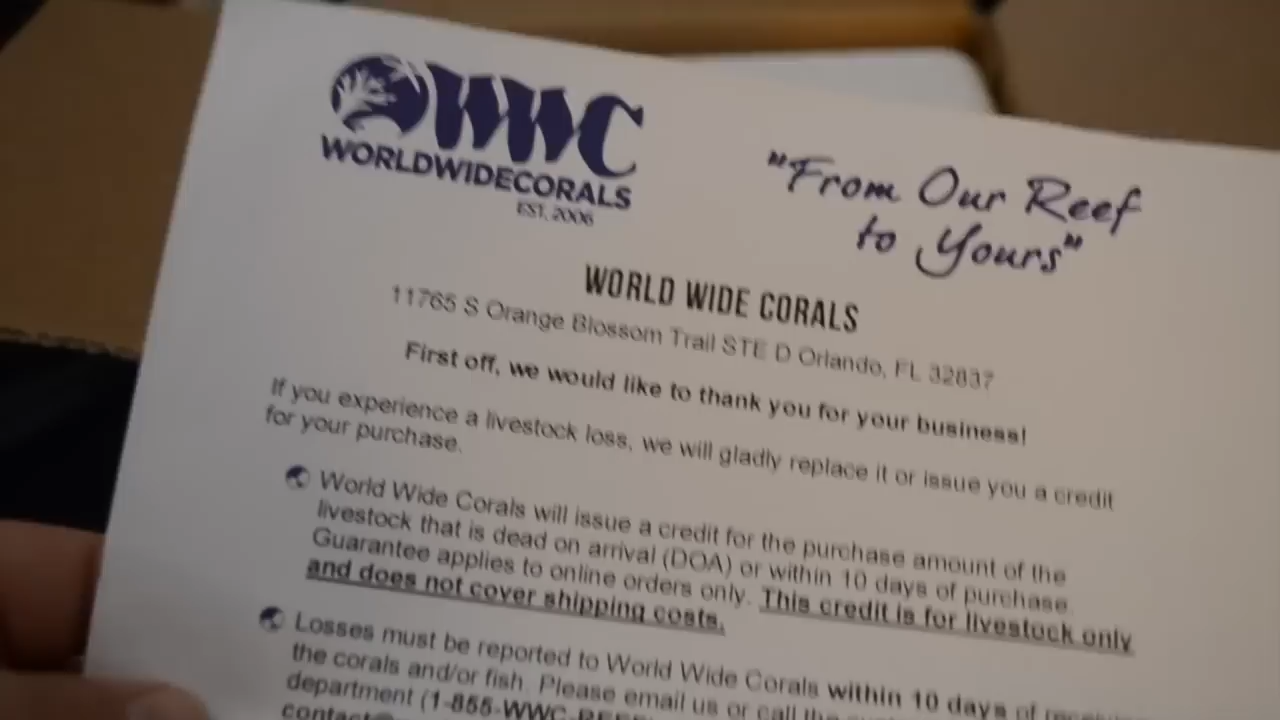 WWC
WORLDWIDECORALS
EST. 2006
"From Our Reef
to Yours"
WORLD WIDE CORALS
11765 S Orange Blossom Trail STE D Orlando, FL 32837
First off, we would like to thank you for your business!
If you experience a livestock loss, we will gladly replace it or issue you a credit
for your purchase.
World Wide Corals will issue a credit for the purchase amount of the
livestock that is dead on arrival (DOA) or within 10 days of purchase.
Guarantee applies to online orders only. This credit is for livestock only
and does not cover shipping costs.
Losses must be reported to World Wide Corals within 10 days of
the corals and/or fish. Please email us or call the
department (1-855-WWC-REEF
contact@